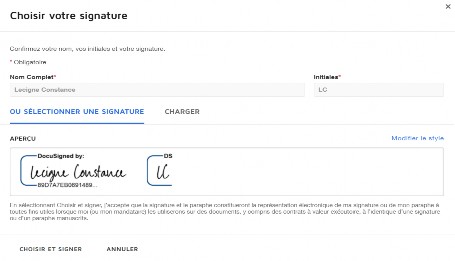 Choisir votre signature
×
Confirmez votre nom, vos initiales et votre signature.
* Obligatoire
Nom Complet* Initiales*
Lecigne Constance LC
OU SÉLECTIONNER UNE SIGNATURE CHARGER
APERCU Modifier le style
DocuSigned by: DS
Lecigne Constance LC
89D7A7EB0691489...
En sélectionnant Choisir et signer, j'accepte que la signature et le paraphe constitueront la représentation électronique de ma signature ou de mon paraphe à
toutes fins utiles lorsque moi (ou mon mandataire) les utiliserons sur des documents, y compris des contrats à valeur exécutoire, à l'identique d'une signature
ou d'un paraphe manuscrits.
CHOISIR ET SIGNER ANNULER